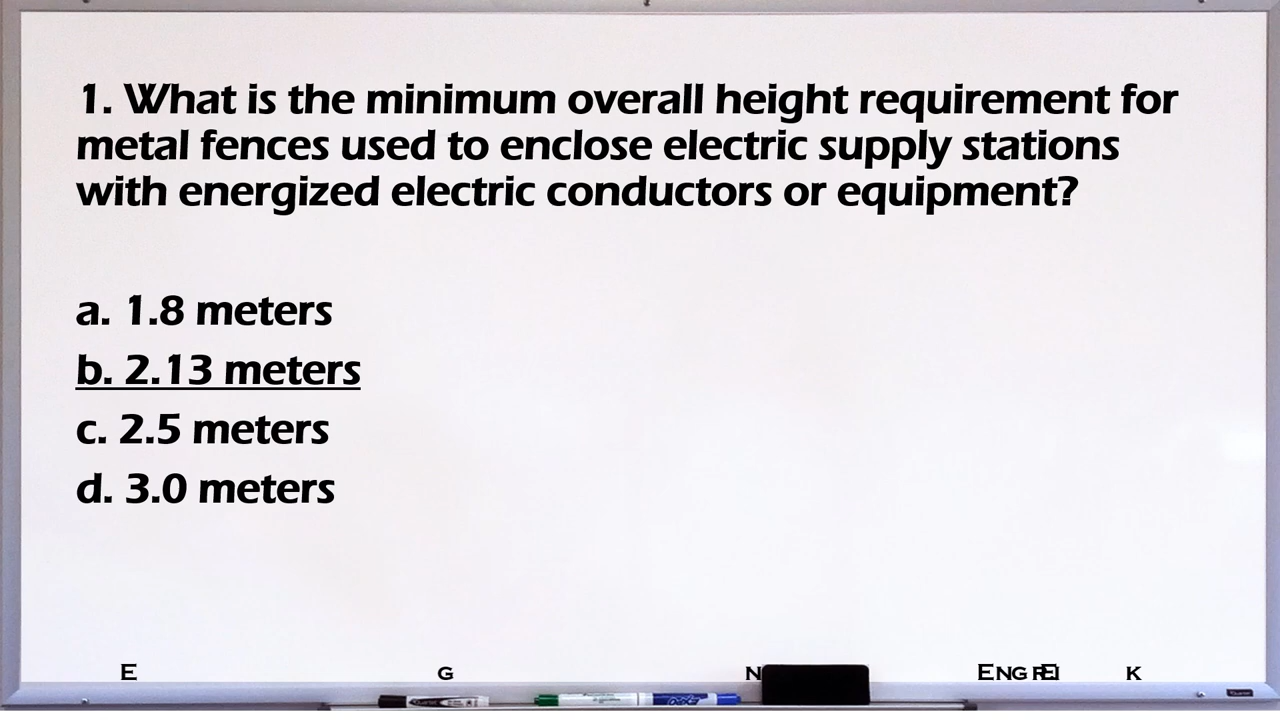 1. What is the minimum overall height requirement for
metal fences used to enclose electric supply stations
with energized electric conductors or equipment?
a. 1.8 meters
b. 2.13 meters
c. 2.5 meters
d. 3.0 meters
E G N K